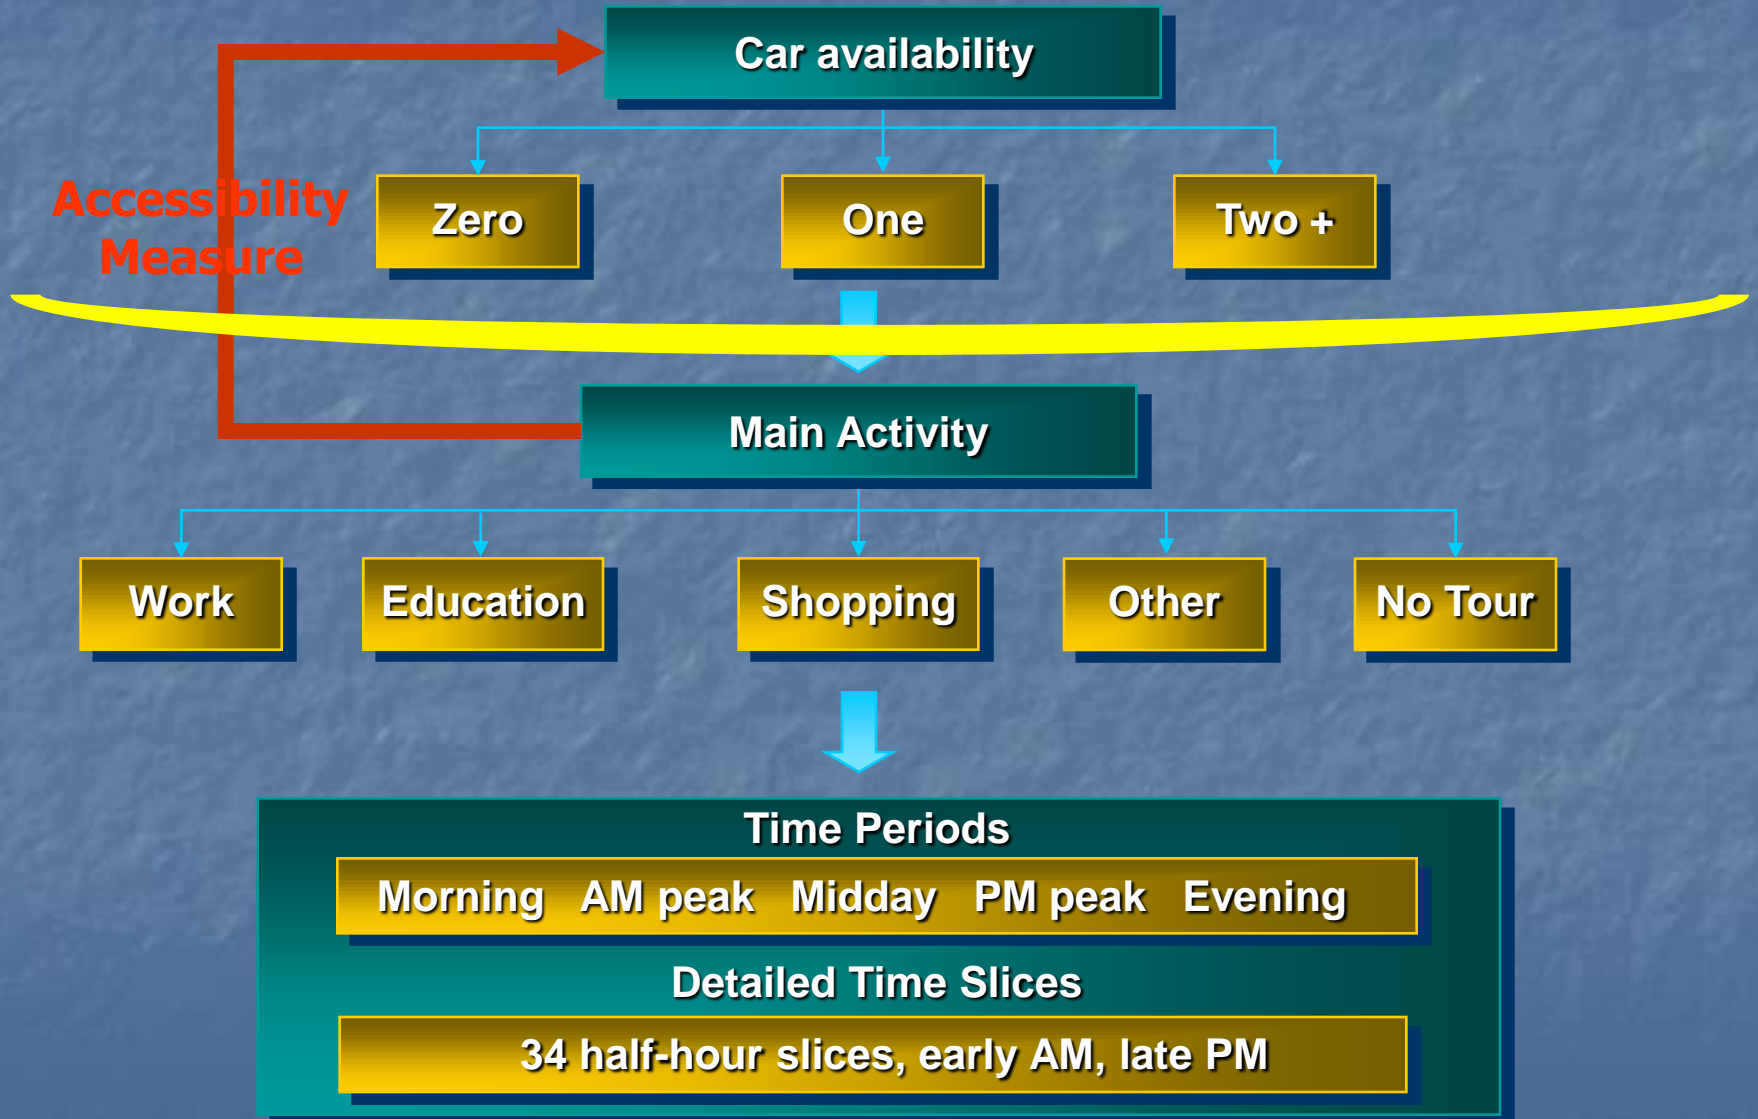 Car availability
Accessibility
Measure
Zero
One
Two +
Main Activity
Work
Education
Shopping
Other
No Tour
Time Periods
Morning AM peak Midday PM peak Evening
Detailed Time Slices
34 half-hour slices, early AM, late PM